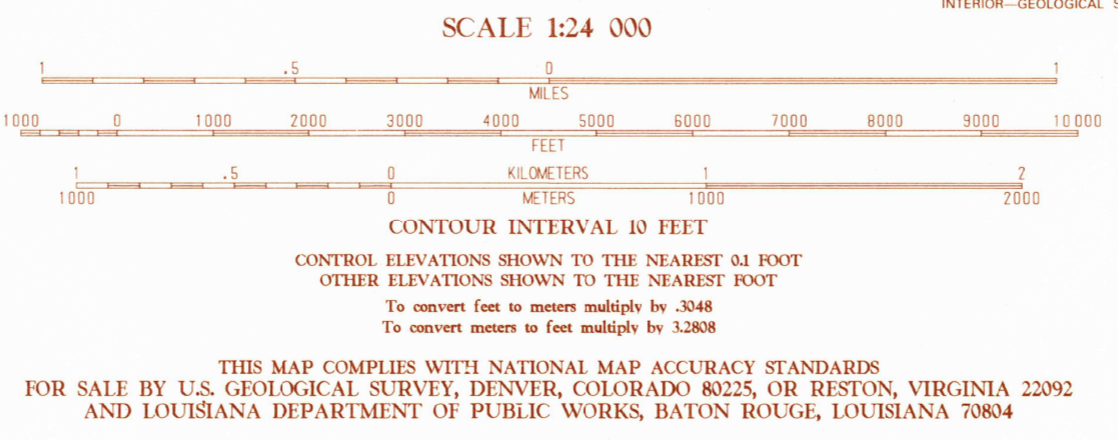 INTERIOR—GEOLOGICAL
SCALE 1:24 000
1 .5 0 1
MILES
1000 0 1000 2000 3000 4000 5000 6000 7000 8000 9000 10 000
FEET
1 .5 0 KILOMETERS 1 2
1000 0 METERS 1000 2000
CONTOUR INTERVAL 10 FEET
CONTROL ELEVATIONS SHOWN TO THE NEAREST 0.1 FOOT
OTHER ELEVATIONS SHOWN TO THE NEAREST FOOT
To convert feet to meters multiply by .3048
To convert meters to feet multiply by 3.2808
THIS MAP COMPLIES WITH NATIONAL MAP ACCURACY STANDARDS
FOR SALE BY U.S. GEOLOGICAL SURVEY, DENVER, COLORADO 80225, OR RESTON, VIRGINIA 22092
AND LOUISIANA DEPARTMENT OF PUBLIC WORKS, BATON ROUGE, LOUISIANA 70804